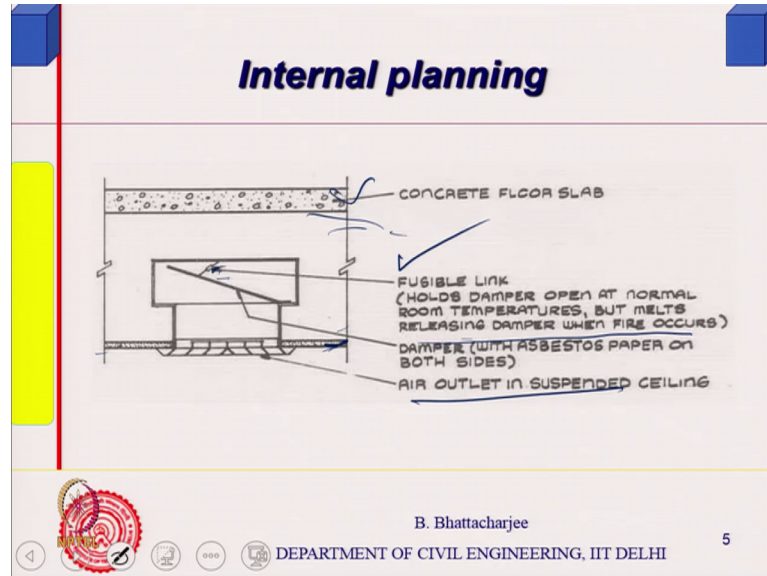 Internal planning
CONCRETE FLOOR SLAB
FUSIBLE LINK
(HOLDS DAMPER OPEN AT NORMAL
ROOM TEMPERATURES, BUT MELTS
RELEASING DAMPER WHEN FIRE OCCURS)
DAMPER (WITH ASBESTOS PAPER ON
BOTH SIDES)
AIR OUTLET IN SUSPENDED CEILING
NPTEL
B. Bhattacharjee
DEPARTMENT OF CIVIL ENGINEERING, IIT DELHI
5